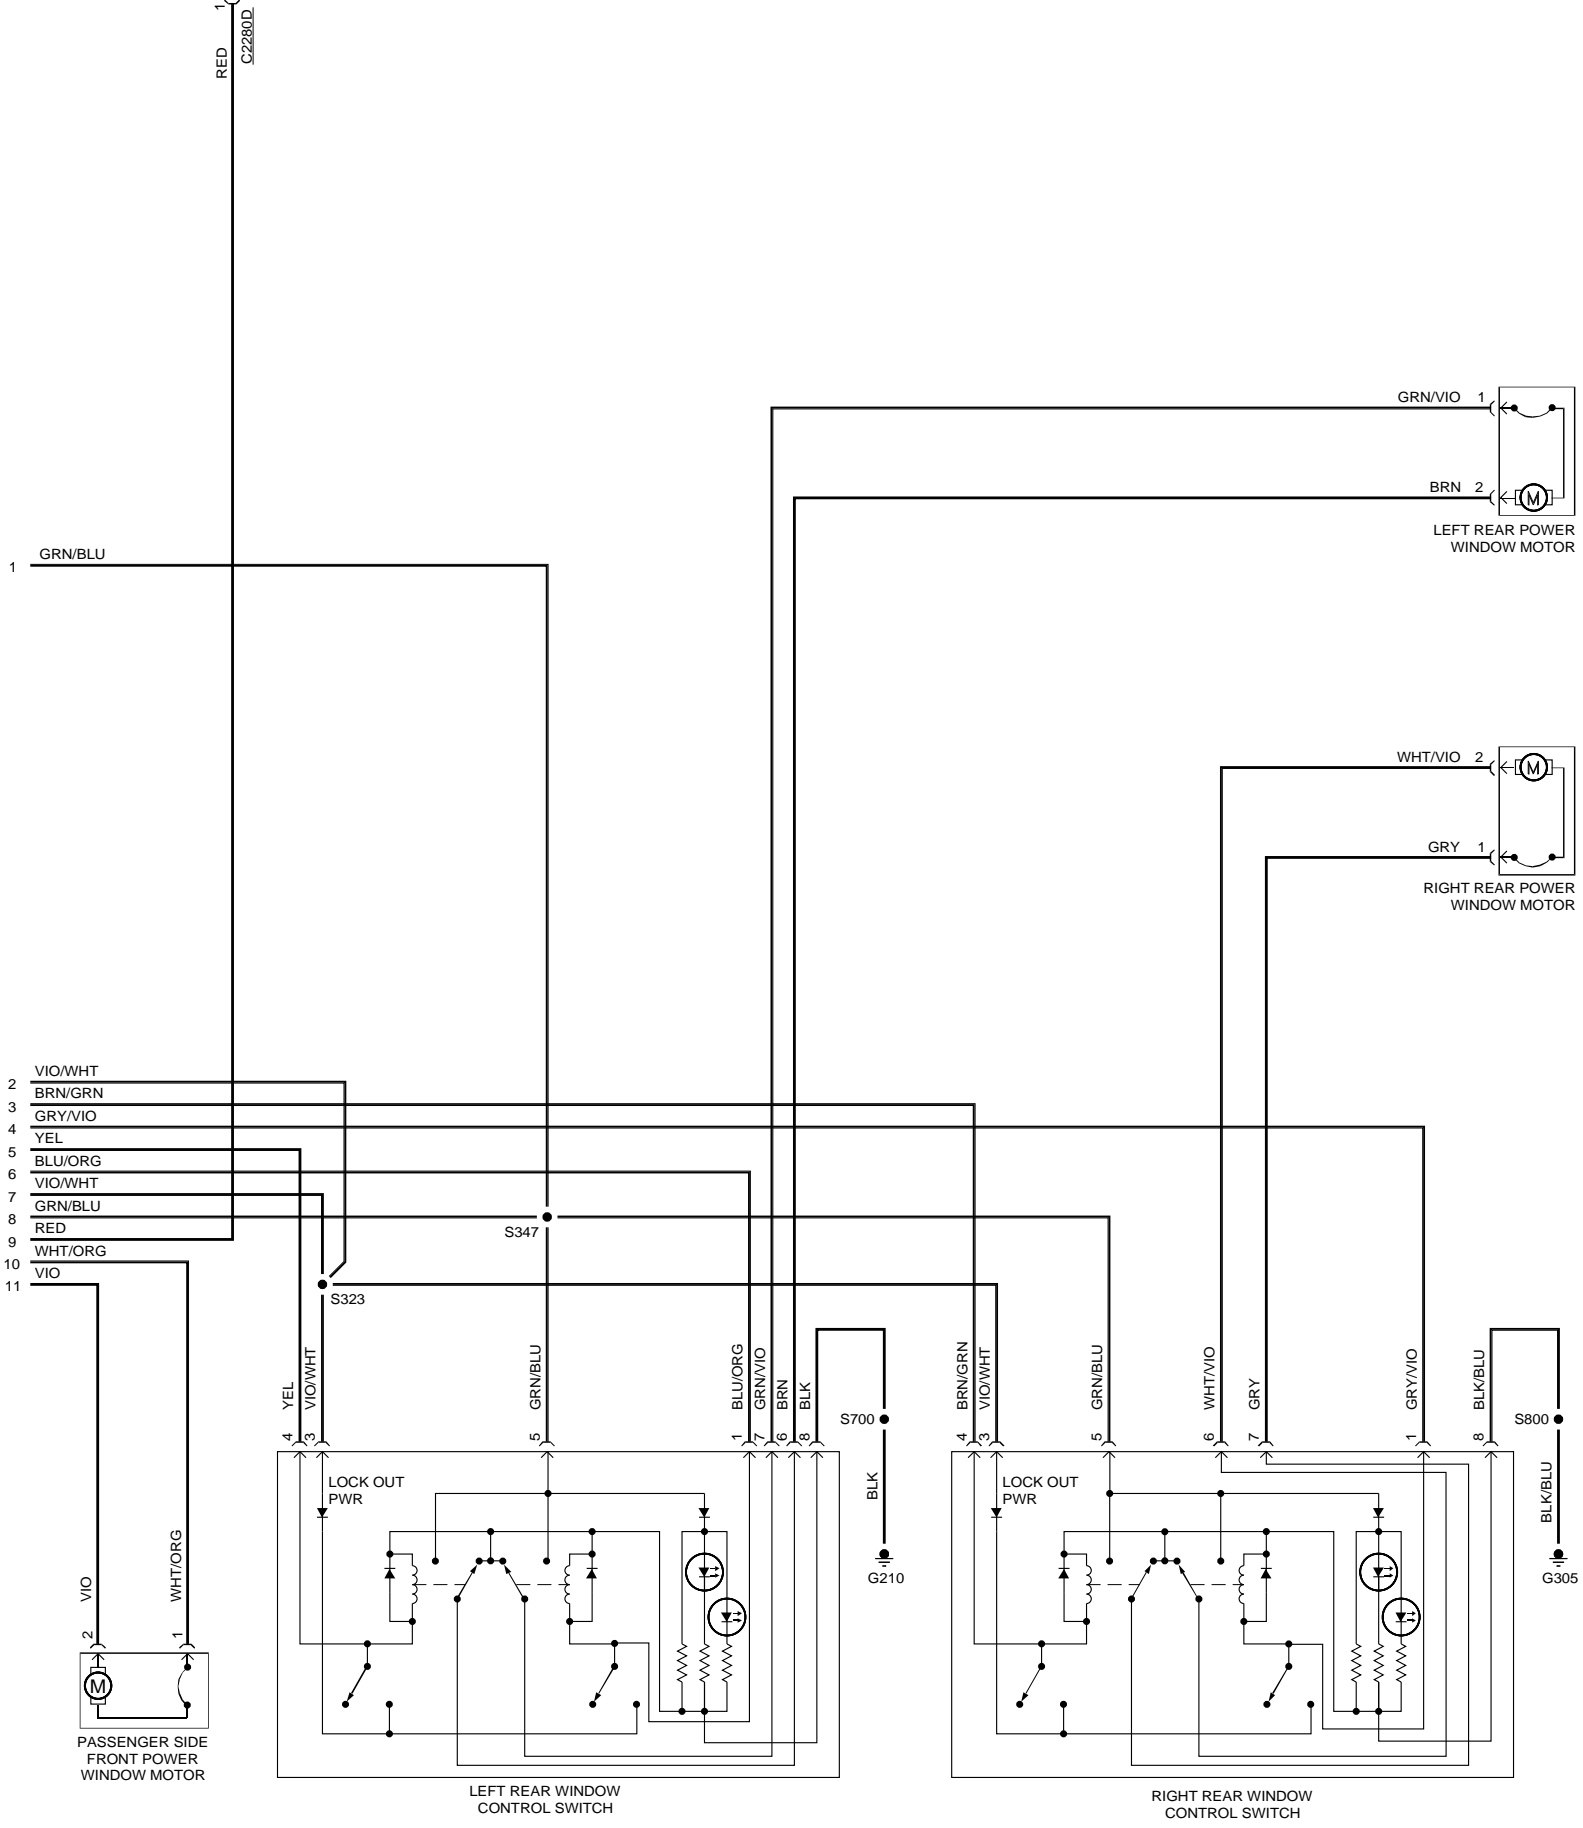 1
C2280D
RED
GRN/VIO 1
BRN 2
LEFT REAR POWER
WINDOW MOTOR
1 GRN/BLU
WHT/VIO 2
GRY 1
RIGHT REAR POWER
WINDOW MOTOR
2 VIO/WHT
3 BRN/GRN
4 GRY/VIO
5 YEL
6 BLU/ORG
7 VIO/WHT
8 GRN/BLU
9 RED
10 WHT/ORG
11 VIO
S347
S323
YEL
VIO/WHT
GRN/BLU
BLU/ORG
GRN/VIO
BRN
BLK
BRN/GRN
VIO/WHT
GRN/BLU
WHT/VIO
GRY
GRY/VIO
BLK/BLU
S700
S800
4 3 5 1 7 6 8
4 3 5 6 7 1 8
LOCK OUT
PWR
BLK
G210
LOCK OUT
PWR
BLK/BLU
G305
VIO
WHT/ORG
2 1
M
M
M
PASSENGER SIDE
FRONT POWER
WINDOW MOTOR
LEFT REAR WINDOW
CONTROL SWITCH
RIGHT REAR WINDOW
CONTROL SWITCH